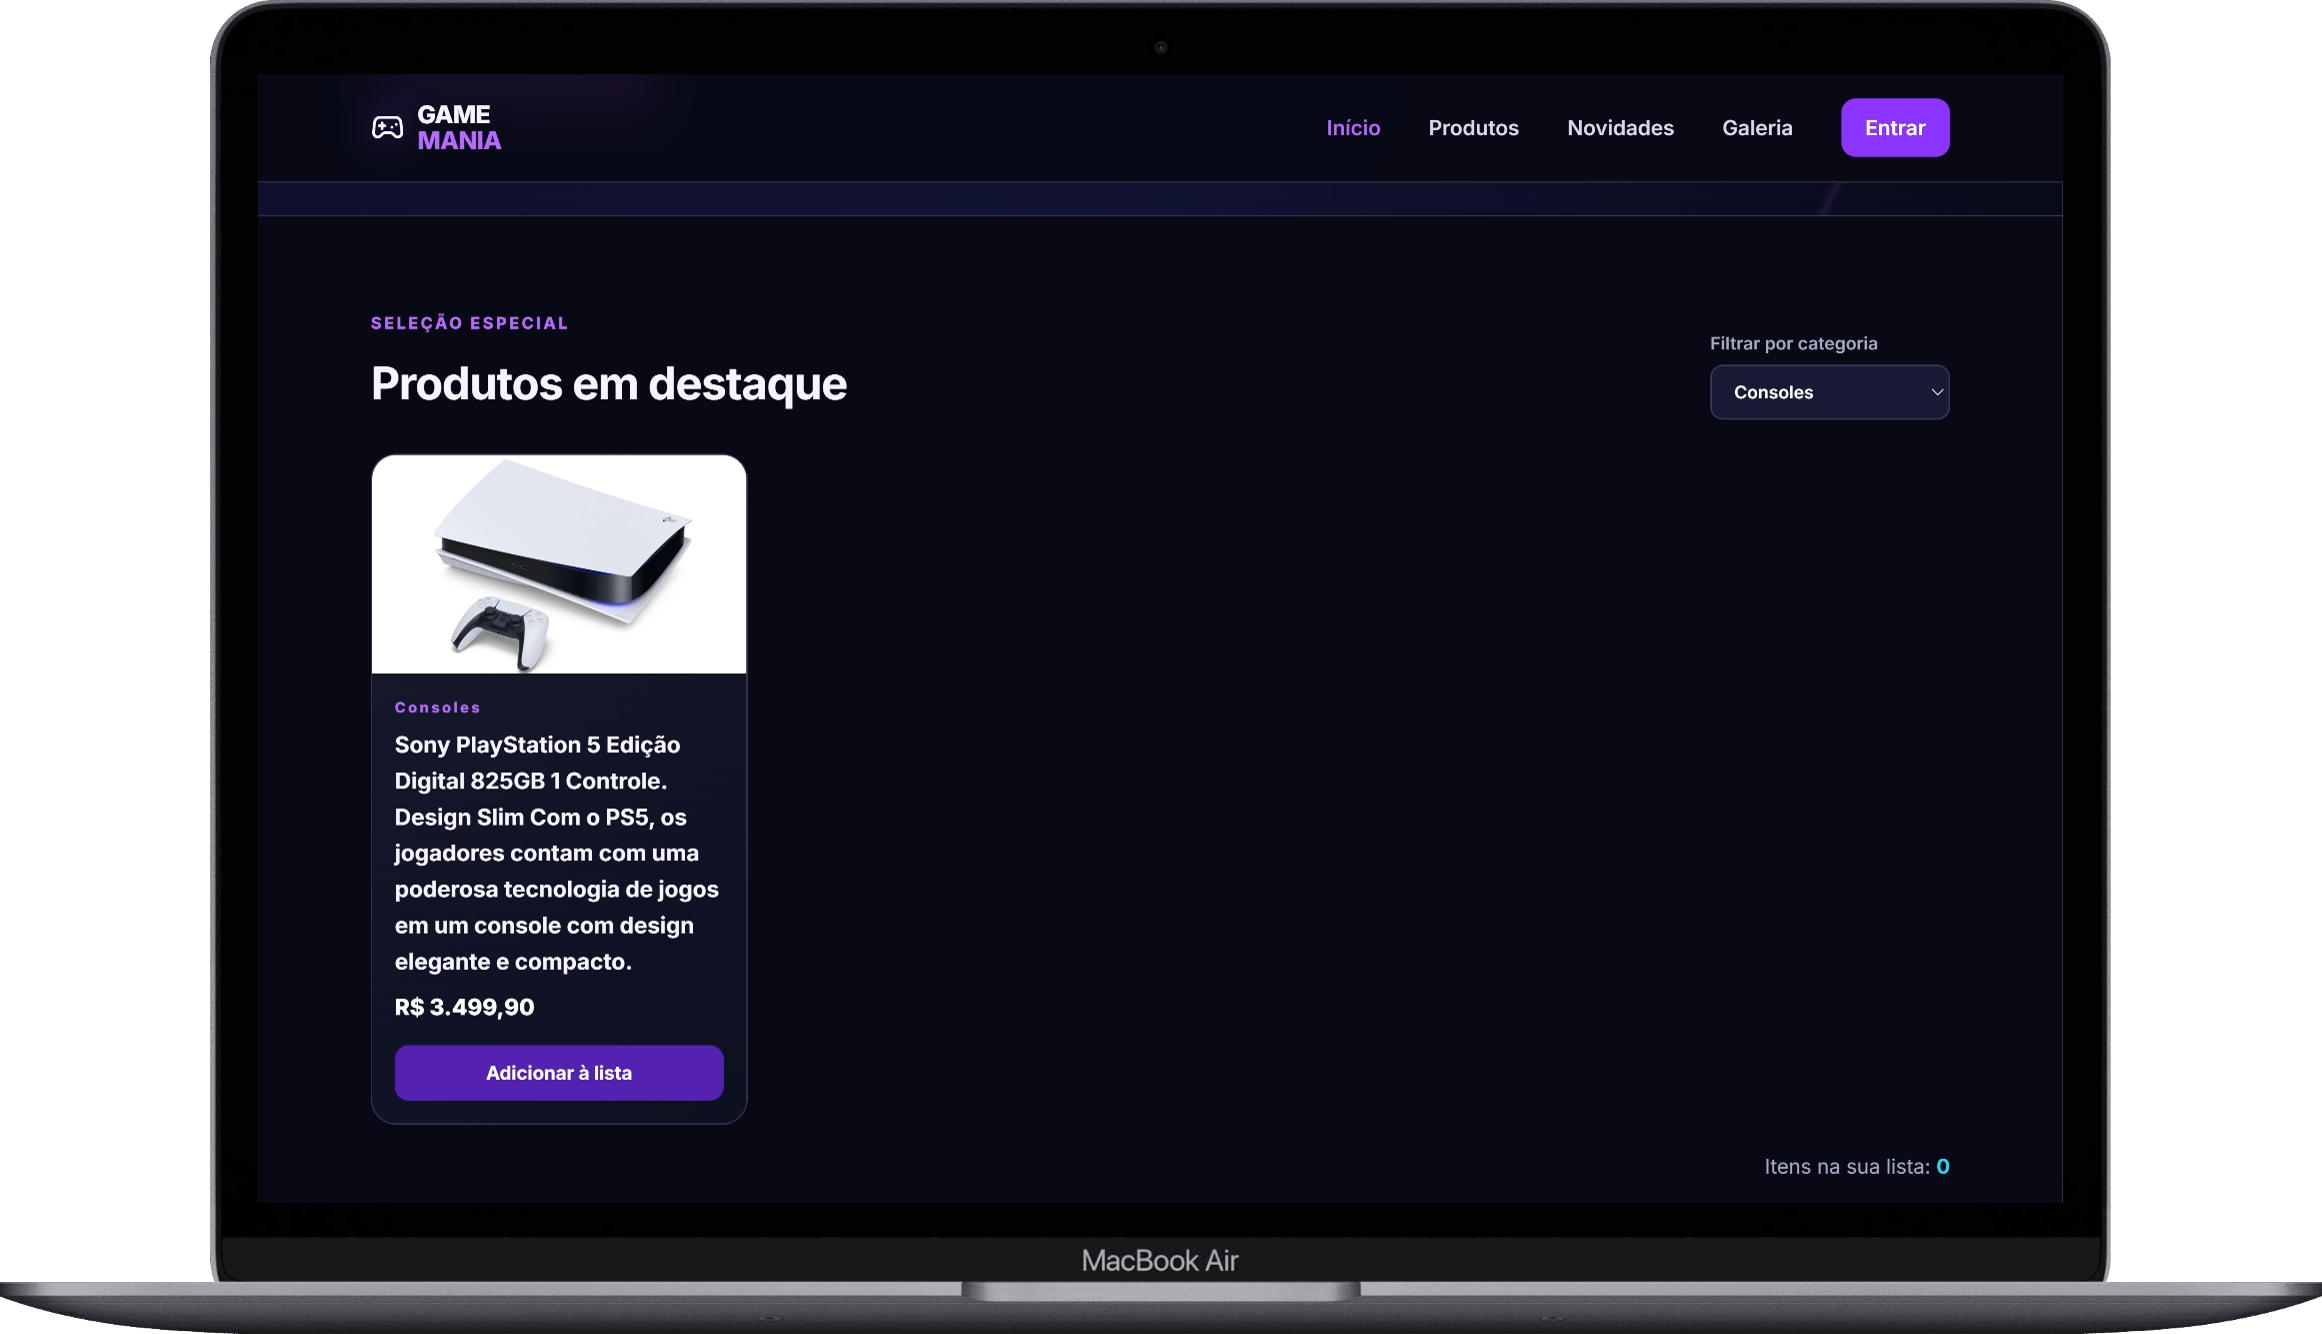 GAME
MANIA
Início
Produtos
Novidades
Galeria
Entrar
SELEÇÃO ESPECIAL
Produtos em destaque
Filtrar por categoria
Consoles
Consoles
Sony PlayStation 5 Edição
Digital 825GB 1 Controle.
Design Slim Com o PS5, os
jogadores contam com uma
poderosa tecnologia de jogos
em um console com design
elegante e compacto.
R$ 3.499,90
Adicionar à lista
Itens na sua lista: 0
MacBook Air